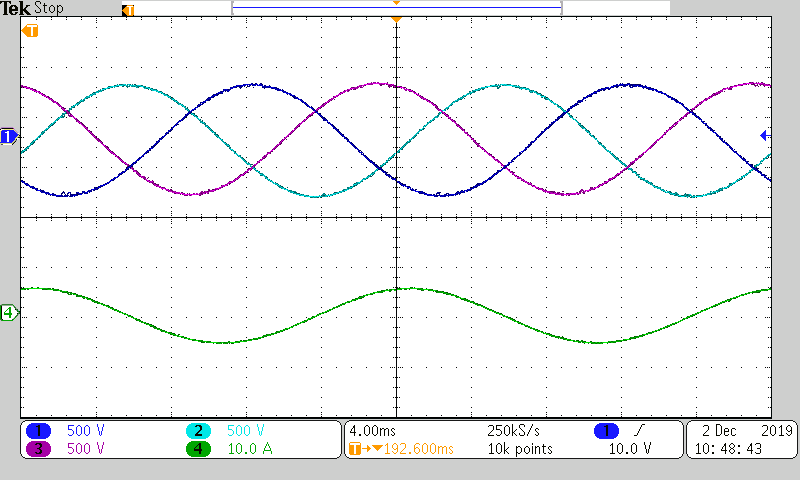 Tek Stop
T
T
1
4
1 500 V 2 500 V
3 500 V 4 10.0 A
4.00ms 250kS/s 1
T→▼192.600ms 10k points 10.0 V
2 Dec 2019
10:48:43